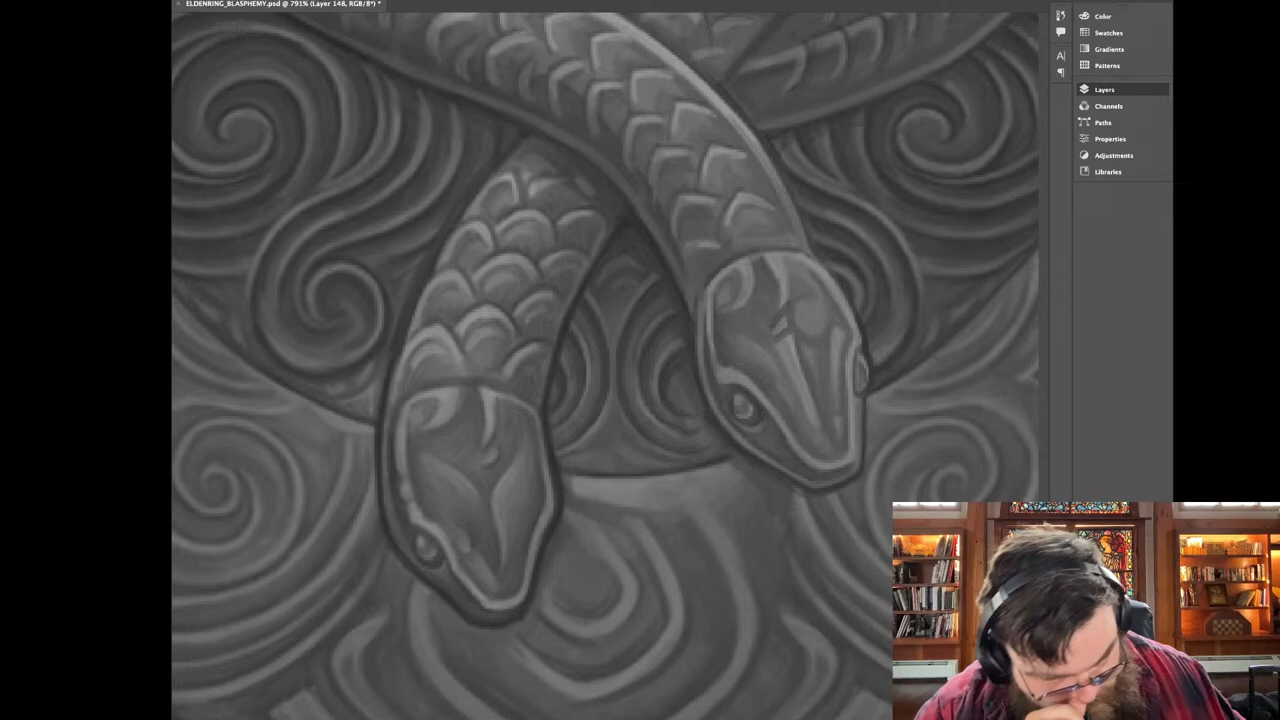 × ELDENRING_BLASPHEMY.psd @ 791% (Layer 148, RGB/8*) *
Color
Swatches
Gradients
Patterns
Layers
Channels
Paths
Properties
Adjustments
Libraries